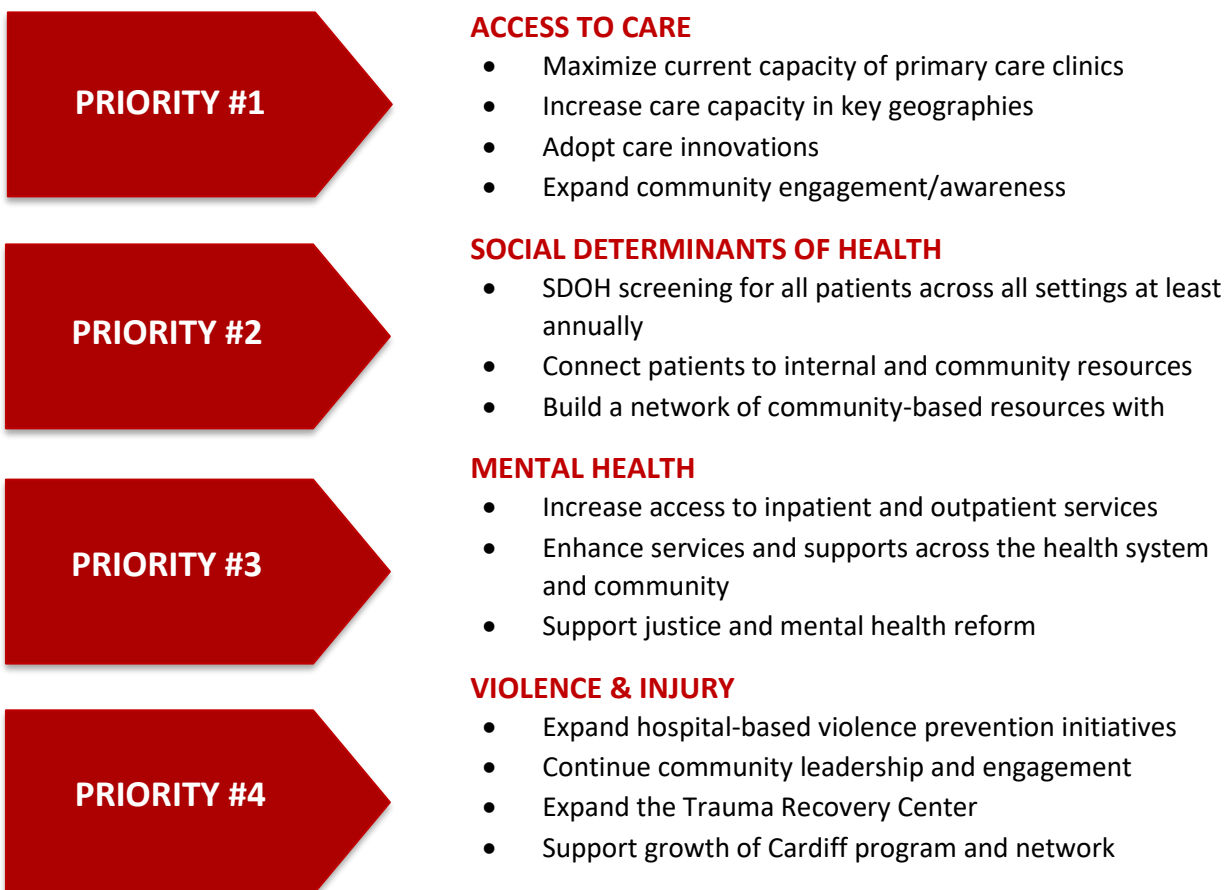 PRIORITY #1
ACCESS TO CARE
• Maximize current capacity of primary care clinics
• Increase care capacity in key geographies
• Adopt care innovations
• Expand community engagement/awareness
PRIORITY #2
SOCIAL DETERMINANTS OF HEALTH
• SDOH screening for all patients across all settings at least
annually
• Connect patients to internal and community resources
• Build a network of community-based resources with
PRIORITY #3
MENTAL HEALTH
• Increase access to inpatient and outpatient services
• Enhance services and supports across the health system
and community
• Support justice and mental health reform
PRIORITY #4
VIOLENCE & INJURY
• Expand hospital-based violence prevention initiatives
• Continue community leadership and engagement
• Expand the Trauma Recovery Center
• Support growth of Cardiff program and network